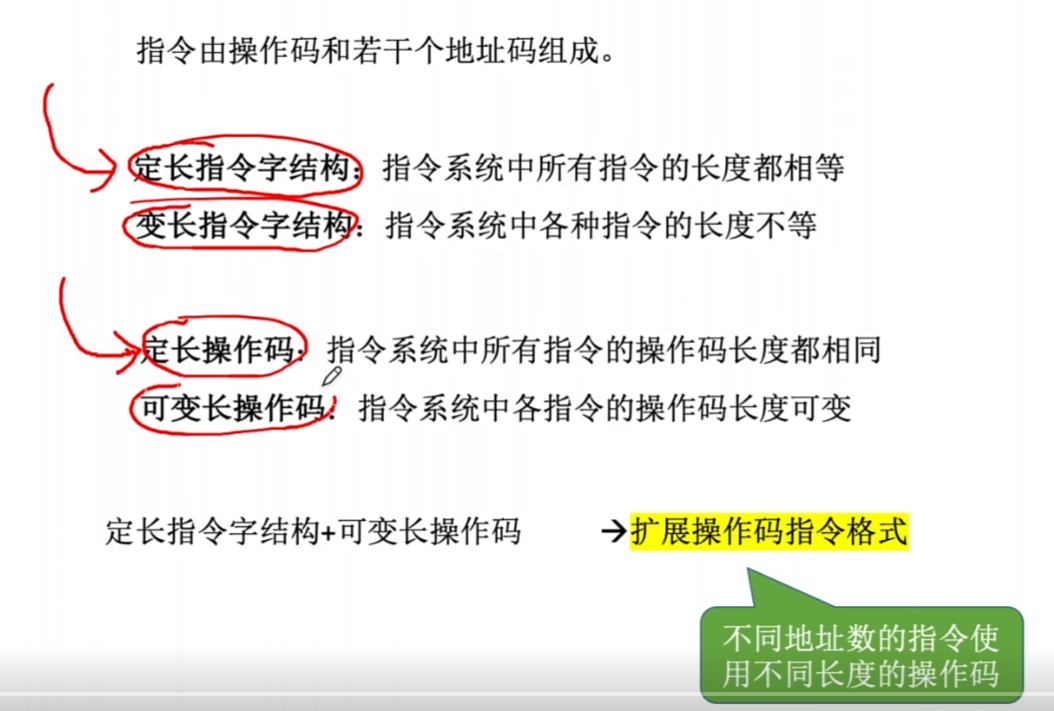 指令由操作码和若干个地址码组成。
定长指令字结构：指令系统中所有指令的长度都相等
变长指令字结构：指令系统中各种指令的长度不等
定长操作码：指令系统中所有指令的操作码长度都相同
可变长操作码：指令系统中各指令的操作码长度可变
定长指令字结构+可变长操作码 →扩展操作码指令格式
不同地址数的指令使
用不同长度的操作码